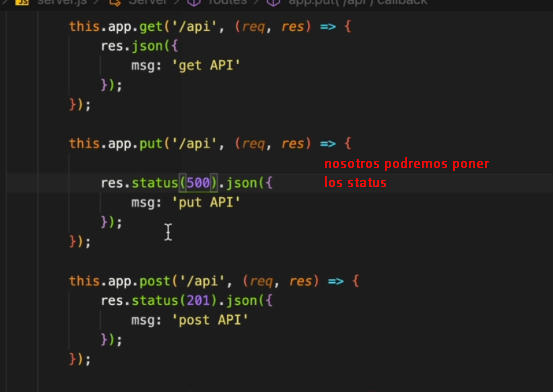 server.js > Server > routes > app.put('/api') callback
this.app.get('/api', (req, res) => {
res.json({
msg: 'get API'
});
});
this.app.put('/api', (req, res) => {
nosotros podremos poner
res.status(500).json({ los status
msg: 'put API'
});
});
this.app.post('/api', (req, res) => {
res.status(201).json({
msg: 'post API'
});
});